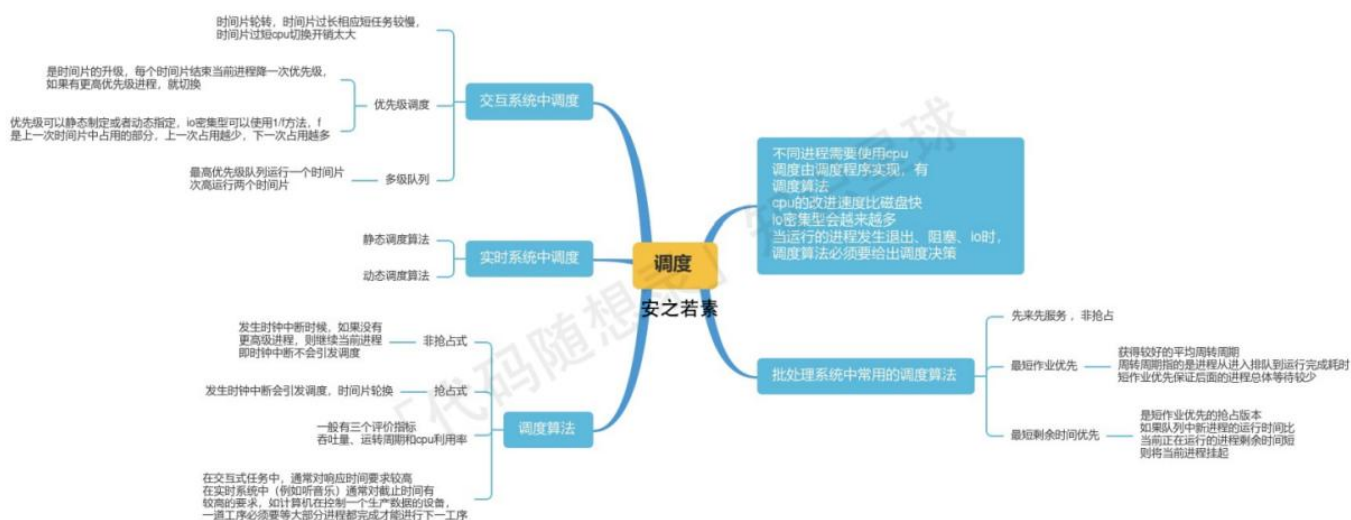 时间片轮转，时间片过长相应短任务较慢，
时间片过短cpu切换开销太大
是时间片的升级，每个时间片结束当前进程降一次优先级，
如果有更高优先级进程，就切换
优先级调度
优先级可以静态制定或者动态指定，io密集型可以使用1/f方法，f
是上一次时间片中占用的部分，上一次占用越少，下一次占用越多
最高优先级队列运行一个时间片
次高运行两个时间片
多级队列
交互系统中调度
静态调度算法
动态调度算法
实时系统中调度
发生时钟中断时候，如果没有
更高级进程，则继续当前进程
即时钟中断不会引发调度
非抢占式
发生时钟中断会引发调度，时间片轮换
抢占式
一般有三个评价指标
吞吐量、运转周期和cpu利用率
在交互式任务中，通常对响应时间要求较高
在实时系统中（例如听音乐）通常对截止时间有
较高的要求，如计算机在控制一个生产数据的设备，
一道工序必须要等大部分进程都完成才能进行下一工序
调度算法
调度
安之若素
不同进程需要使用cpu
调度由调度程序实现，有
调度算法
cpu的改进速度比磁盘快
io密集型会越来越多
当运行的进程发生退出、阻塞、io时，
调度算法必须要给出调度决策
批处理系统中常用的调度算法
先来先服务，非抢占
最短作业优先
获得较好的平均周转周期
周转周期指的是进程从进入排队到运行完成耗时
短作业优先保证后面的进程总体等待较少
最短剩余时间优先
是短作业优先的抢占版本
如果队列中新进程的运行时间比
当前正在运行的进程剩余时间短
则将当前进程挂起
「代码随想录」知识星球